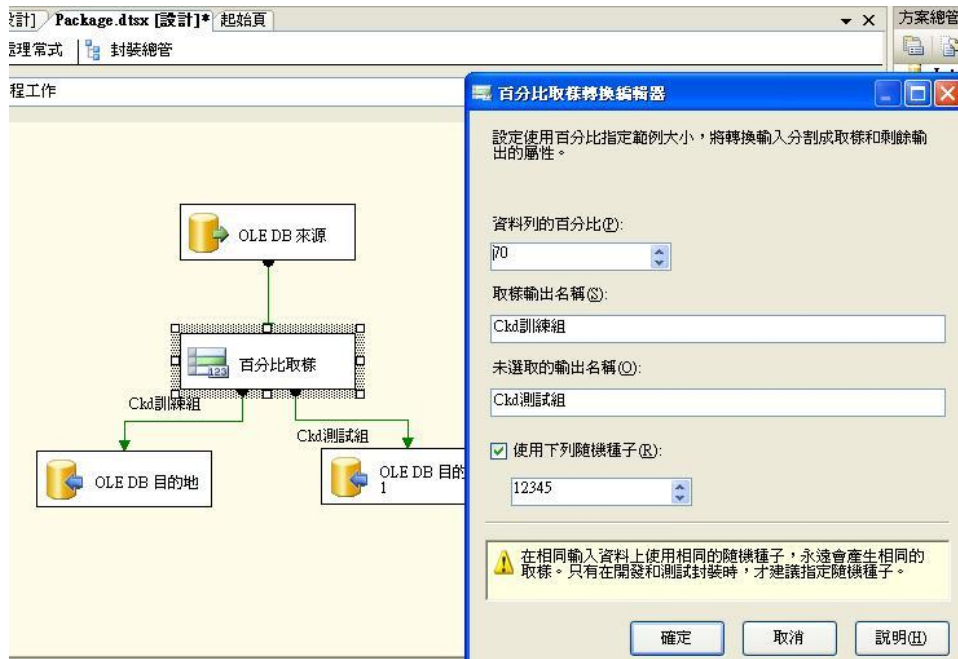 計] Package.dtsx [設計]* 起始頁
方案總管
處理常式 封裝總管
程工作
OLE DB 來源
百分比取樣
123
Ckd訓練組
Ckd測試組
OLE DB 目的地
OLE DB 目的
1
百分比取樣轉換編輯器
設定使用百分比指定範例大小，將轉換輸入分割成取樣和剩餘輸
出的屬性。
資料列的百分比(P):
70
取樣輸出名稱(S):
Ckd訓練組
未選取的輸出名稱(O):
Ckd測試組
使用下列隨機種子(R):
12345
在相同輸入資料上使用相同的隨機種子，永遠會產生相同的
取樣。只有在開發和測試封裝時，才建議指定隨機種子。
確定 取消 說明(H)